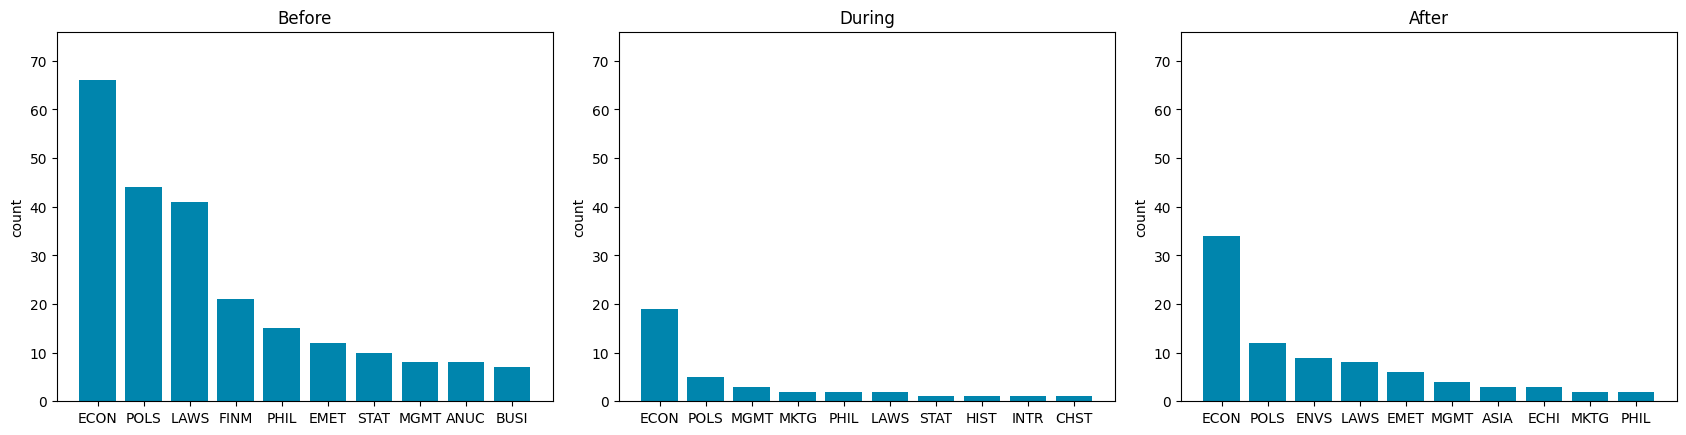 Before
count
70
60
50
40
30
20
10
0
ECON POLS LAWS FINM PHIL EMET STAT MGMT ANUC BUSI
During
count
70
60
50
40
30
20
10
0
ECON POLS MGMT MKTG PHIL LAWS STAT HIST INTR CHST
After
count
70
60
50
40
30
20
10
0
ECON POLS ENVS LAWS EMET MGMT ASIA ECHI MKTG PHIL